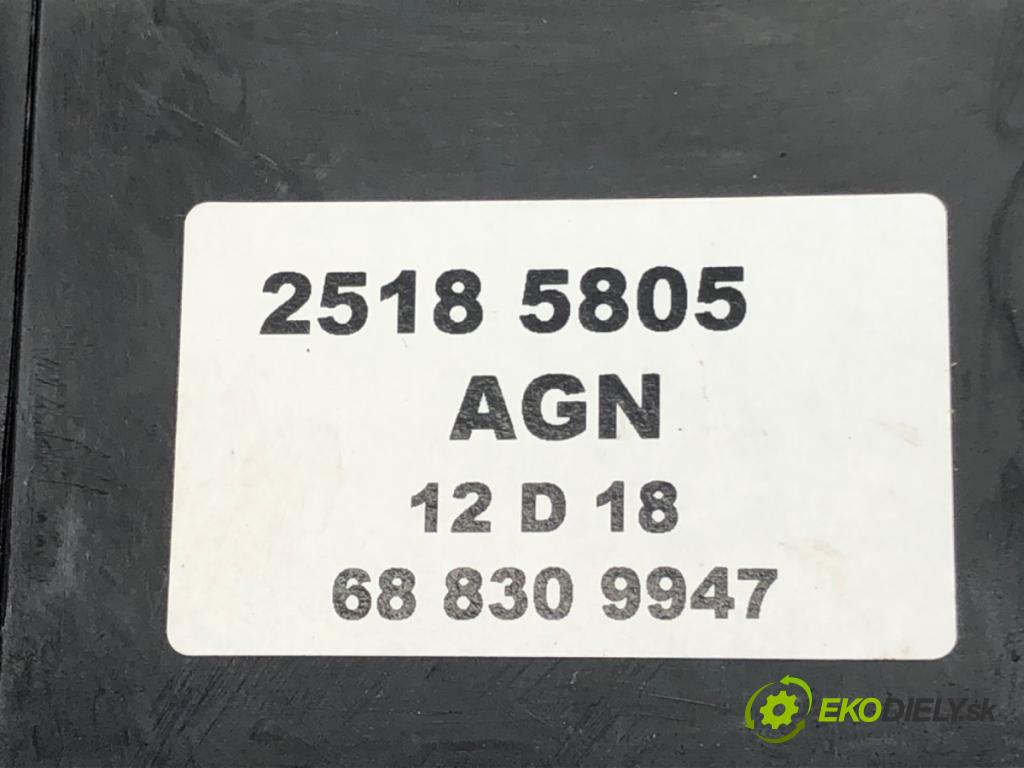 2518 5805
AGN
12 D 18
68 830 9947
EKODIELY.sk